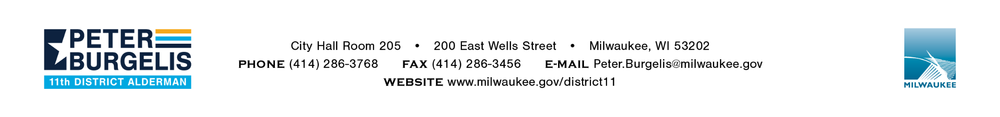 PETER
BURGELIS
11th DISTRICT ALDERMAN
City Hall Room 205 • 200 East Wells Street • Milwaukee, WI 53202
PHONE (414) 286-3768 FAX (414) 286-3456 E-MAIL Peter.Burgelis@milwaukee.gov
WEBSITE www.milwaukee.gov/district11
MILWAUKEE